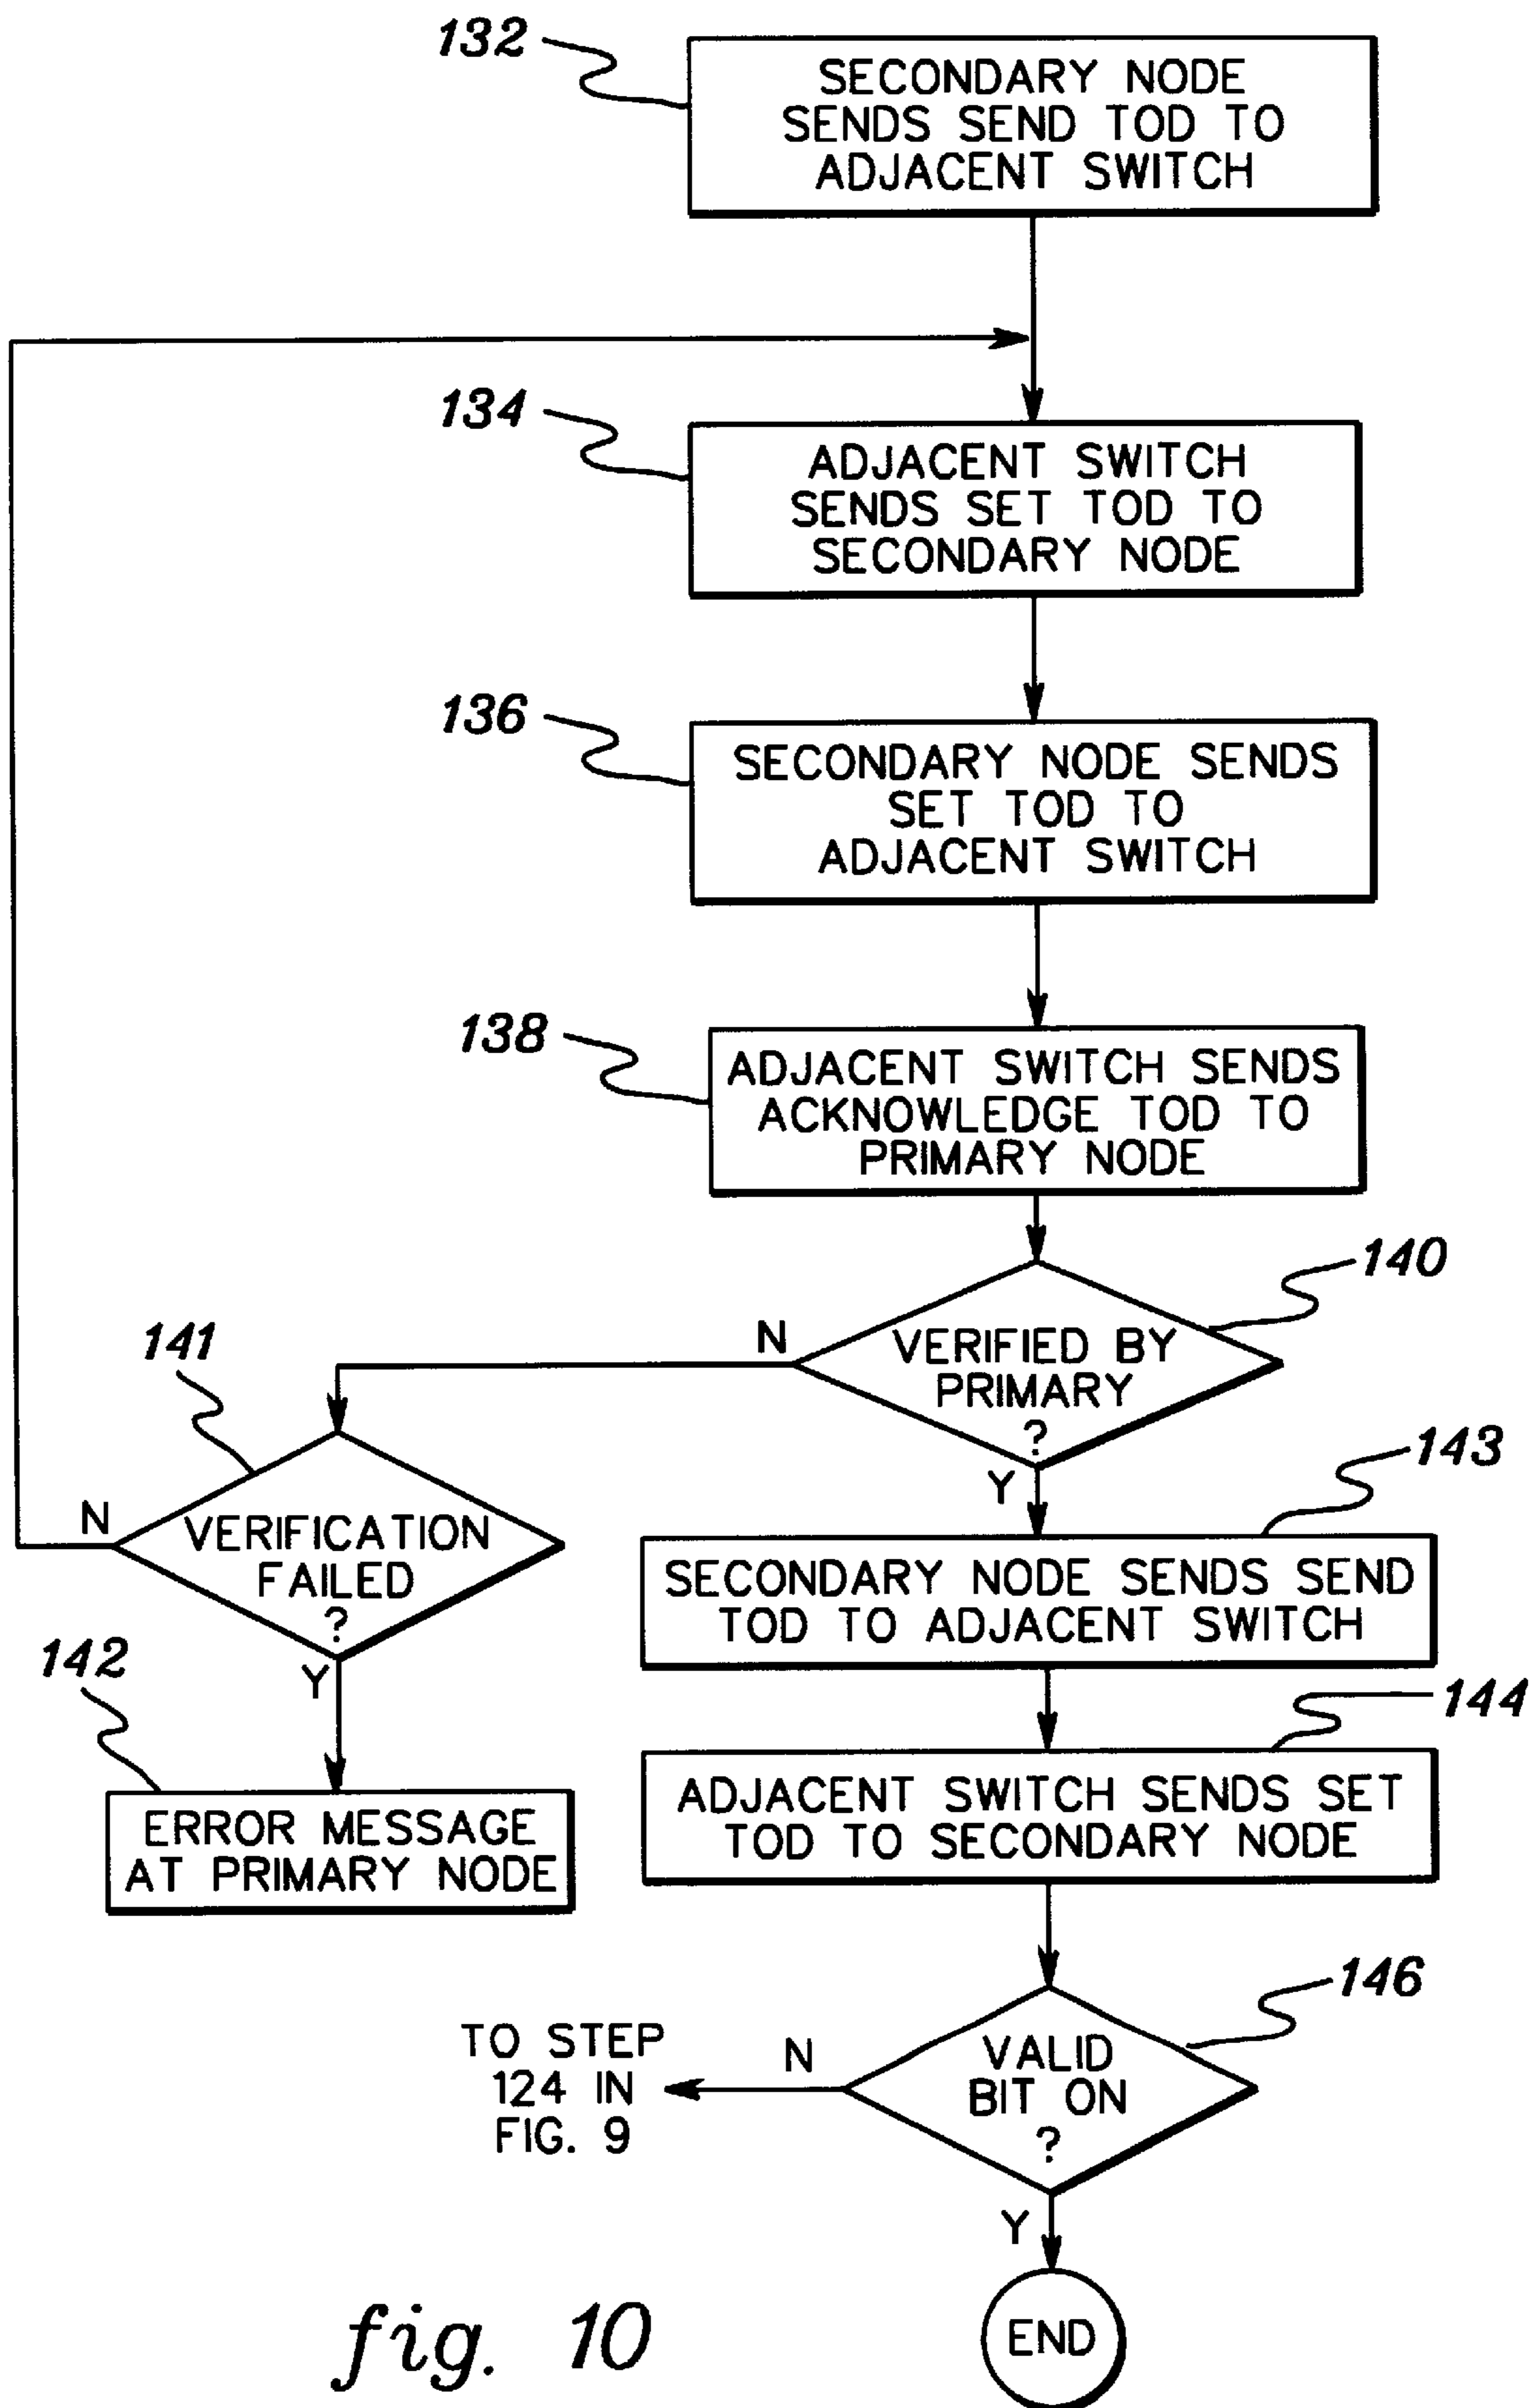 132
SECONDARY NODE
SENDS SEND TOD TO
ADJACENT SWITCH
134
ADJACENT SWITCH
SENDS SET TOD TO
SECONDARY NODE
136
SECONDARY NODE SENDS
SET TOD TO
ADJACENT SWITCH
138
ADJACENT SWITCH SENDS
ACKNOWLEDGE TOD TO
PRIMARY NODE
140
VERIFIED BY
PRIMARY
?
N
Y
141
VERIFICATION
FAILED
?
N
Y
142
ERROR MESSAGE
AT PRIMARY NODE
143
SECONDARY NODE SENDS SEND
TOD TO ADJACENT SWITCH
144
ADJACENT SWITCH SENDS SET
TOD TO SECONDARY NODE
146
VALID
BIT ON
?
N
TO STEP
124 IN
FIG. 9
Y
END
fig. 10